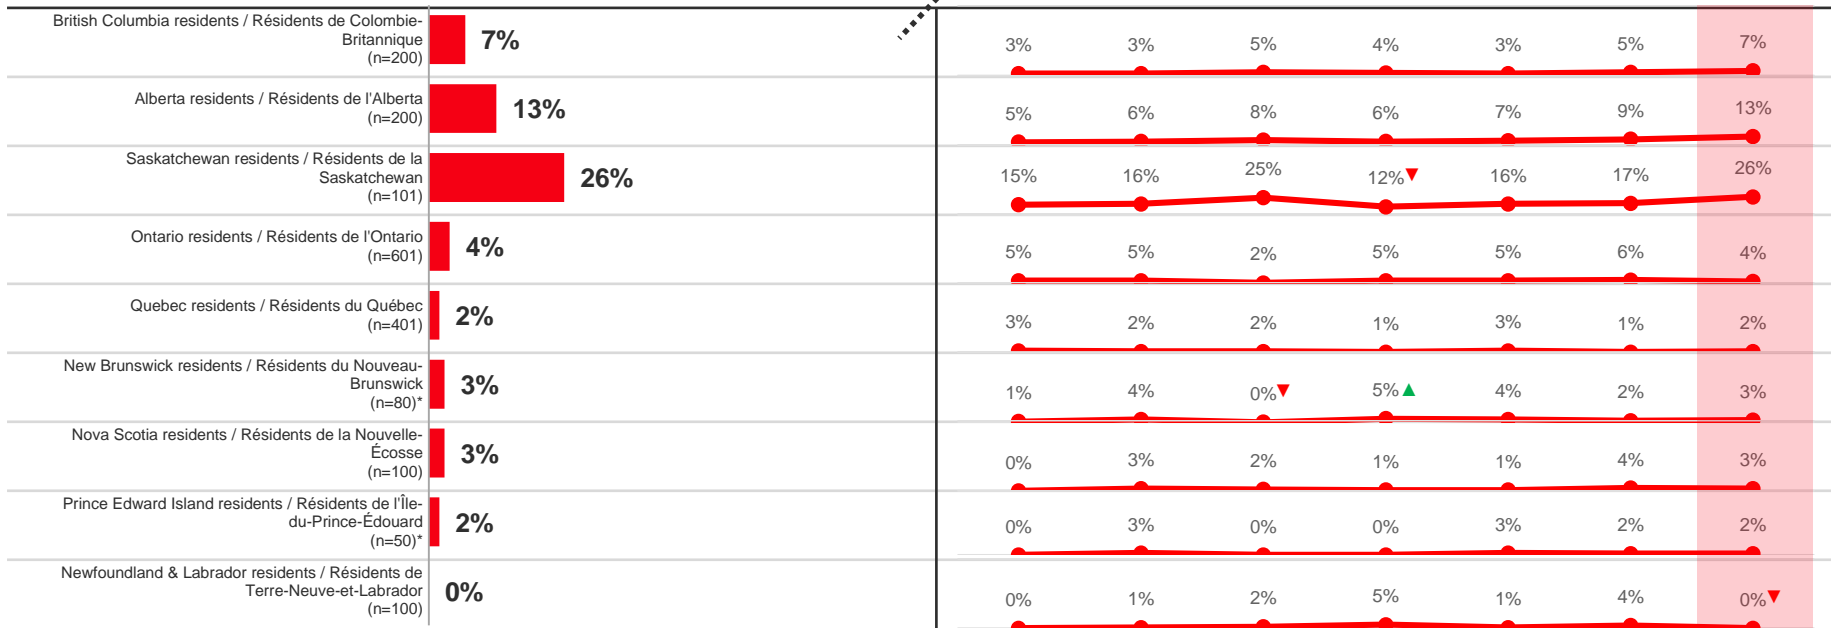 British Columbia residents / Résidents de Colombie-
Britannique
(n=200)
7%
3% 3% 5% 4% 3% 5% 7%
Alberta residents / Résidents de l'Alberta
(n=200)
13%
5% 6% 8% 6% 7% 9% 13%
Saskatchewan residents / Résidents de la
Saskatchewan
(n=101)
26%
15% 16% 25% 12% 16% 17% 26%
Ontario residents / Résidents de l'Ontario
(n=601)
4%
5% 5% 2% 5% 5% 6% 4%
Quebec residents / Résidents du Québec
(n=401)
2%
3% 2% 2% 1% 3% 1% 2%
New Brunswick residents / Résidents du Nouveau-
Brunswick
(n=80)*
3%
1% 4% 0% 5% 4% 2% 3%
Nova Scotia residents / Résidents de la Nouvelle-
Écosse
(n=100)
3%
0% 3% 2% 1% 1% 4% 3%
Prince Edward Island residents / Résidents de l'Île-
du-Prince-Édouard
(n=50)*
2%
0% 3% 0% 0% 3% 2% 2%
Newfoundland & Labrador residents / Résidents de
Terre-Neuve-et-Labrador
(n=100)
0%
0% 1% 2% 5% 1% 4% 0%